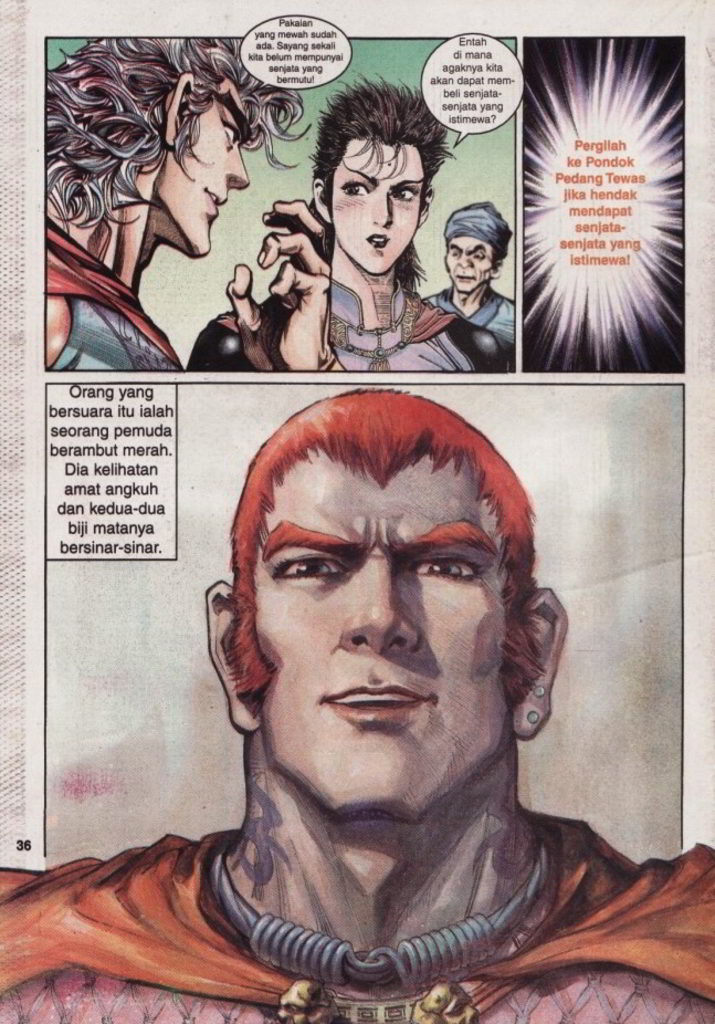 Pakaian
yang mewah sudah
ada. Sayang sekali
kita belum mempunyai
senjata yang
bermutu!
Entah
di mana
agaknya kita
akan dapat mem-
beli senjata-
senjata yang
istimewa?
Pergilah
ke Pondok
Pedang Tewas
jika hendak
mendapat
senjata-
senjata yang
istimewa!
Orang yang
bersuara itu ialah
seorang pemuda
berambut merah.
Dia kelihatan
amat angkuh
dan kedua-dua
biji matanya
bersinar-sinar.
36